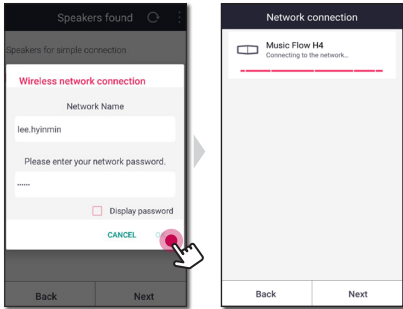 Speakers found
Speakers for simple connection
Wireless network connection
Network Name
lee.hyinmin
Please enter your network password.
......
Display password
CANCEL
Back Next
Network connection
Music Flow H4
Connecting to the network...
Back Next